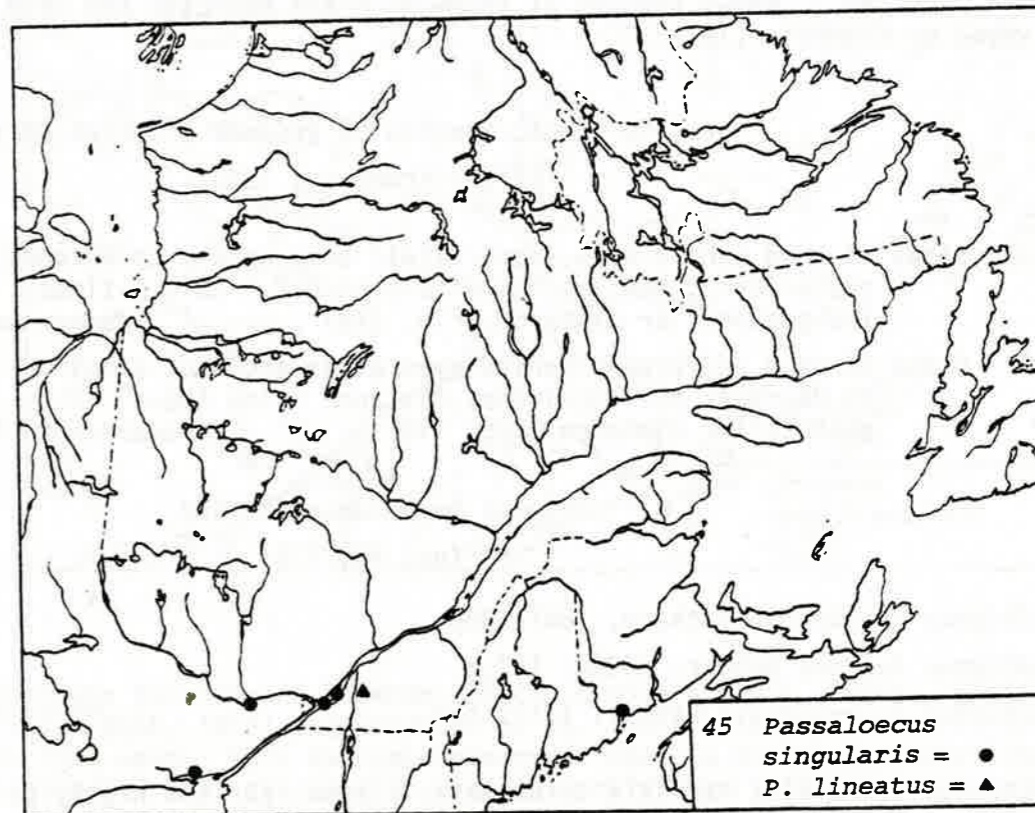 45 Passaloecus
singularis = ●
P. lineatus = ▲